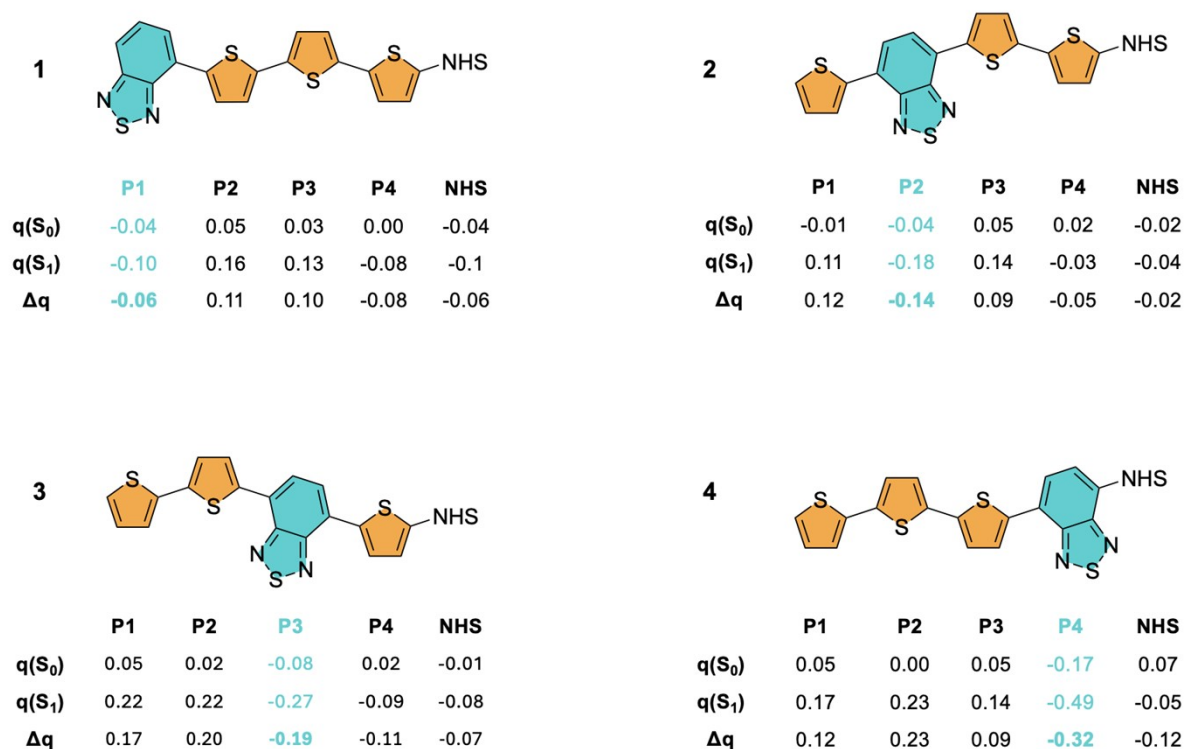 1
S
S
S
NHS
N
S
N
P1 P2 P3 P4 NHS
q(S₀) -0.04 0.05 0.03 0.00 -0.04
q(S₁) -0.10 0.16 0.13 -0.08 -0.1
Δq -0.06 0.11 0.10 -0.08 -0.06
2
S
S
S
NHS
N
S
N
P1 P2 P3 P4 NHS
q(S₀) -0.01 -0.04 0.05 0.02 -0.02
q(S₁) 0.11 -0.18 0.14 -0.03 -0.04
Δq 0.12 -0.14 0.09 -0.05 -0.02
3
S
S
S
NHS
N
S
N
P1 P2 P3 P4 NHS
q(S₀) 0.05 0.02 -0.08 0.02 -0.01
q(S₁) 0.22 0.22 -0.27 -0.09 -0.08
Δq 0.17 0.20 -0.19 -0.11 -0.07
4
S
S
S
NHS
N
S
N
P1 P2 P3 P4 NHS
q(S₀) 0.05 0.00 0.05 -0.17 0.07
q(S₁) 0.17 0.23 0.14 -0.49 -0.05
Δq 0.12 0.23 0.09 -0.32 -0.12